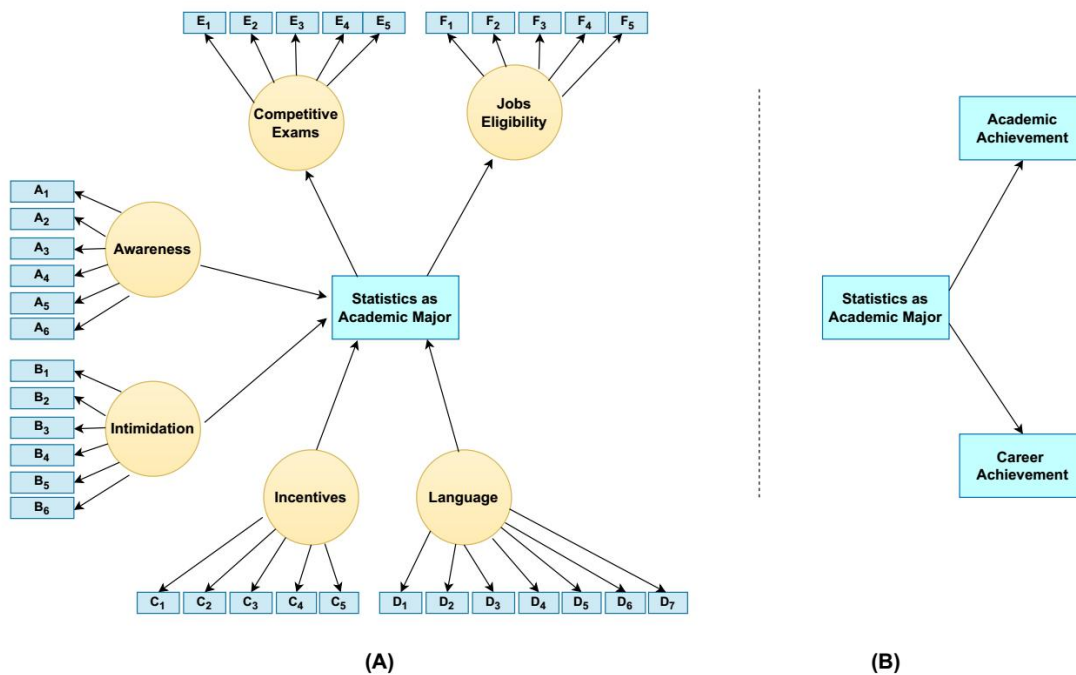 E1 E2 E3 E4 E5
F1 F2 F3 F4 F5
Competitive
Exams
Jobs
Eligibility
A1
A2
A3
A4
A5
A6
Awareness
B1
B2
B3
B4
B5
B6
Intimidation
Statistics as
Academic Major
Incentives
Language
C1 C2 C3 C4 C5
D1 D2 D3 D4 D5 D6 D7
(A)
Academic
Achievement
Statistics as
Academic Major
Career
Achievement
(B)